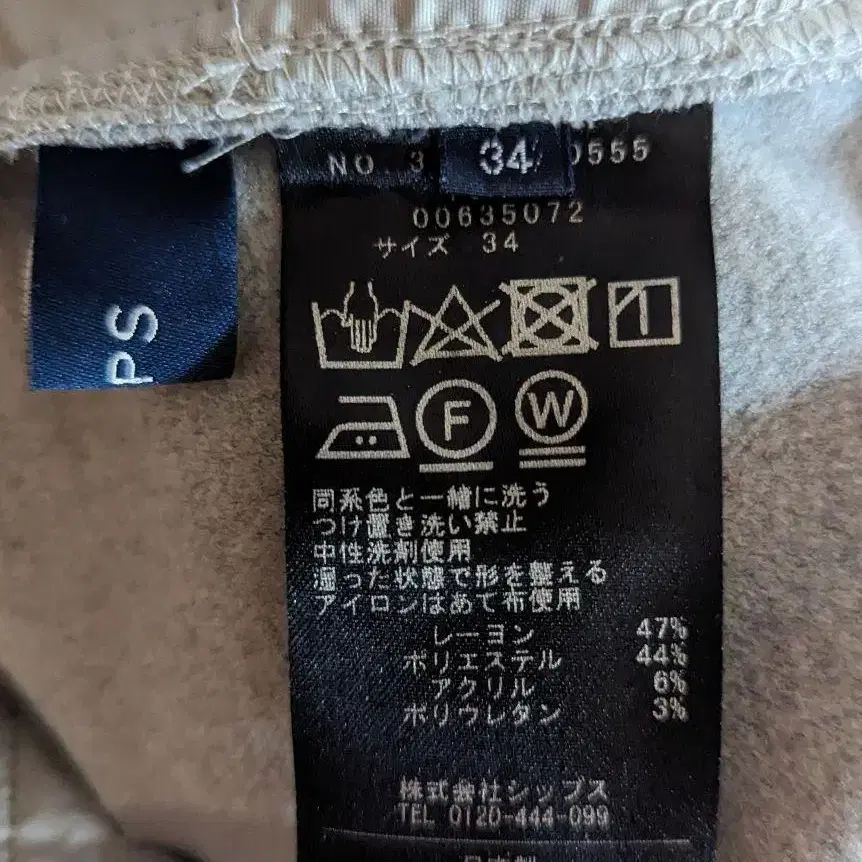 PS
34
NO. 3 0555
00635072
サイズ 34
F W
同系色と一緒に洗う
つけ置き洗い禁止
中性洗剤使用
湿った状態で形を整える
アイロンはあて布使用
レーヨン 47%
ポリエステル 44%
アクリル 6%
ポリウレタン 3%
株式会社シップス
TEL 0120-444-099